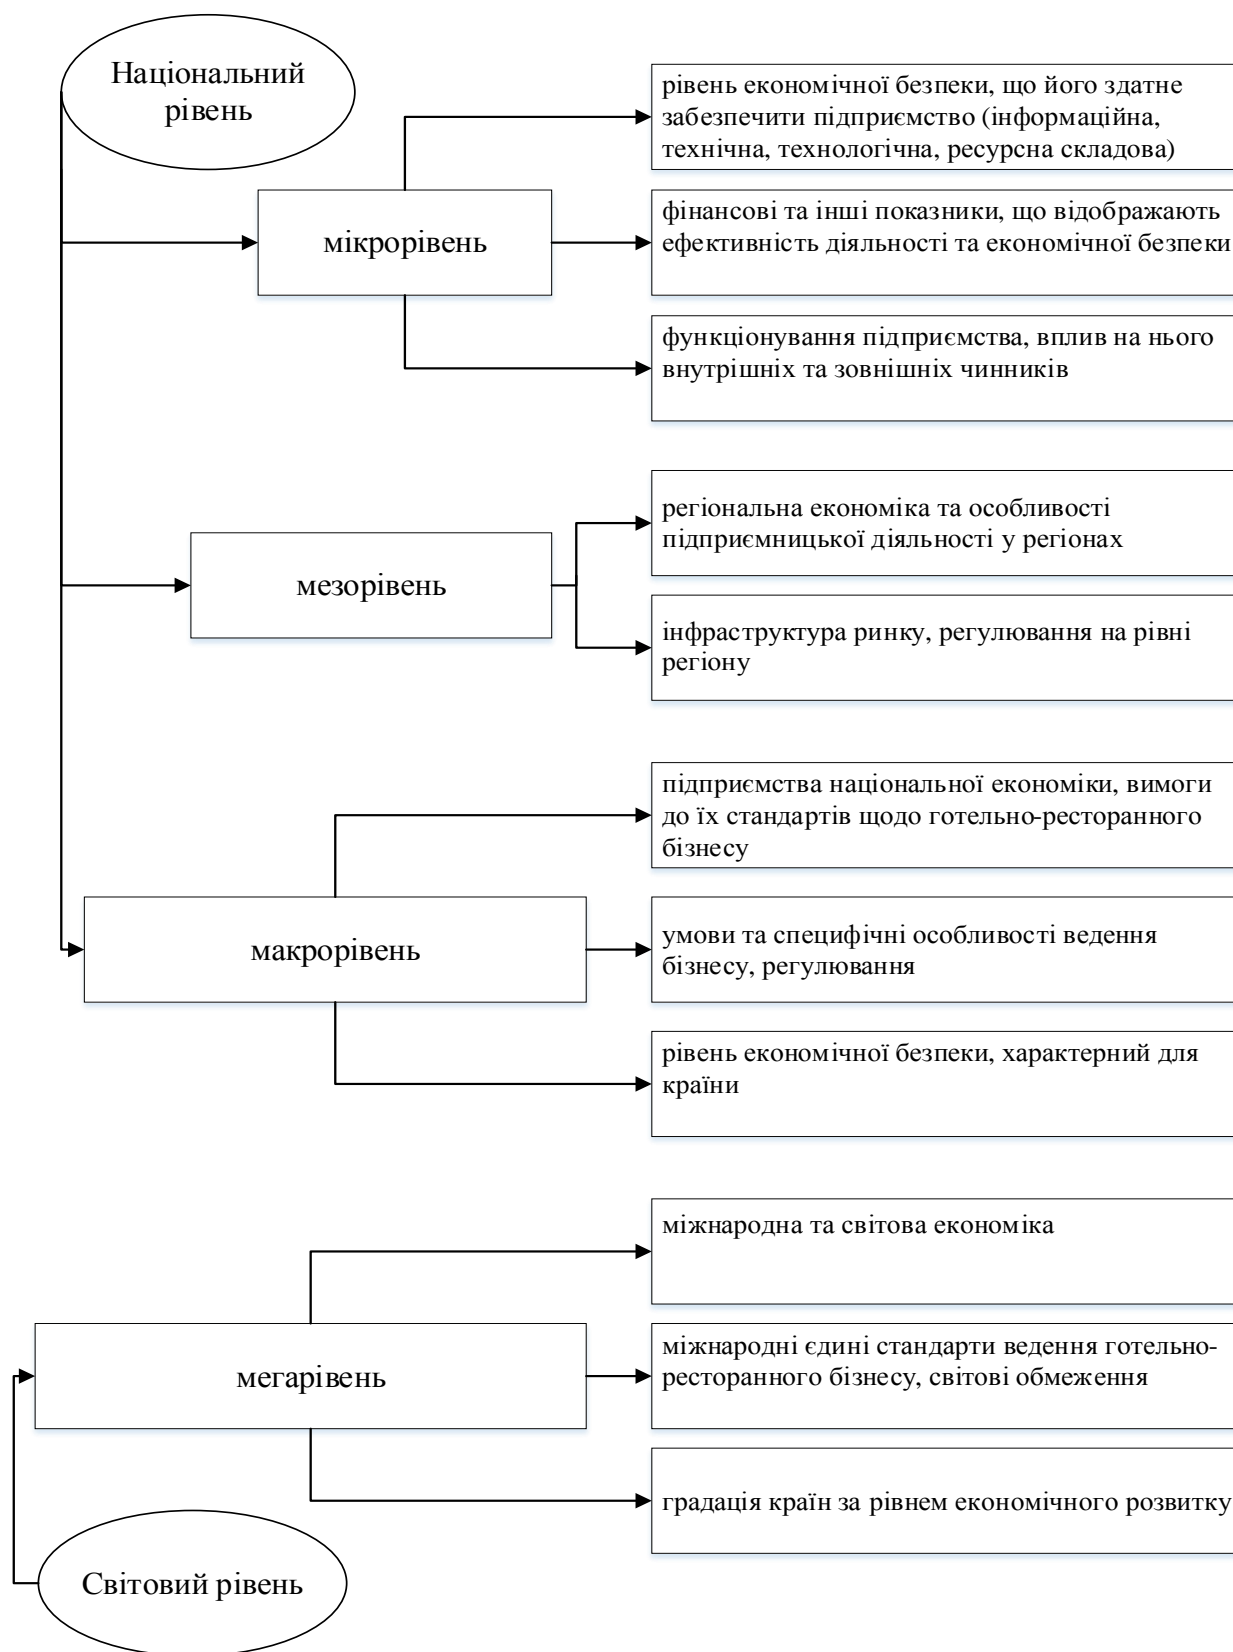 Національний
рівень
рівень економічної безпеки, що його здатне
забезпечити підприємство (інформаційна,
технічна, технологічна, ресурсна складова)
мікрорівень
фінансові та інші показники, що відображають
ефективність діяльності та економічної безпеки
функціонування підприємства, вплив на нього
внутрішніх та зовнішніх чинників
регіональна економіка та особливості
підприємницької діяльності у регіонах
мезорівень
інфраструктура ринку, регулювання на рівні
регіону
підприємства національної економіки, вимоги
до їх стандартів щодо готельно-ресторанного
бізнесу
макрорівень
умови та специфічні особливості ведення
бізнесу, регулювання
рівень економічної безпеки, характерний для
країни
міжнародна та світова економіка
мегарівень
міжнародні єдині стандарти ведення готельно-
ресторанного бізнесу, світові обмеження
градація країн за рівнем економічного розвитку
Світовий рівень